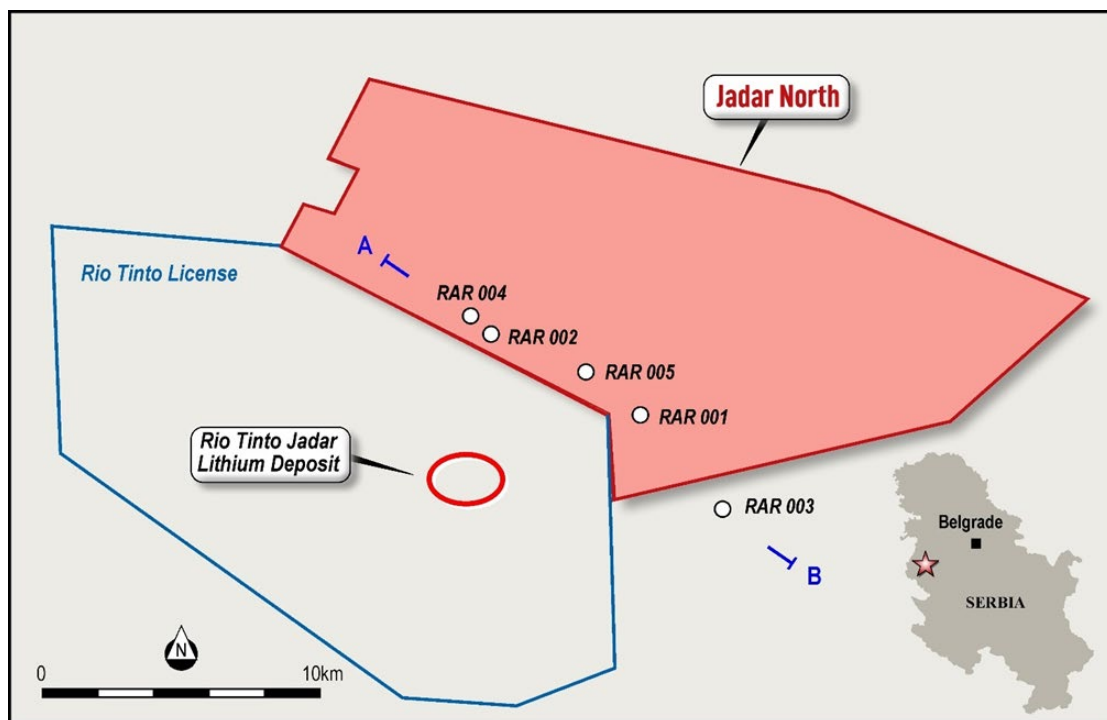 Jadar North
Rio Tinto License
A
RAR 004
RAR 002
RAR 005
RAR 001
Rio Tinto Jadar
Lithium Deposit
RAR 003
B
Belgrade
SERBIA
N
0
10km